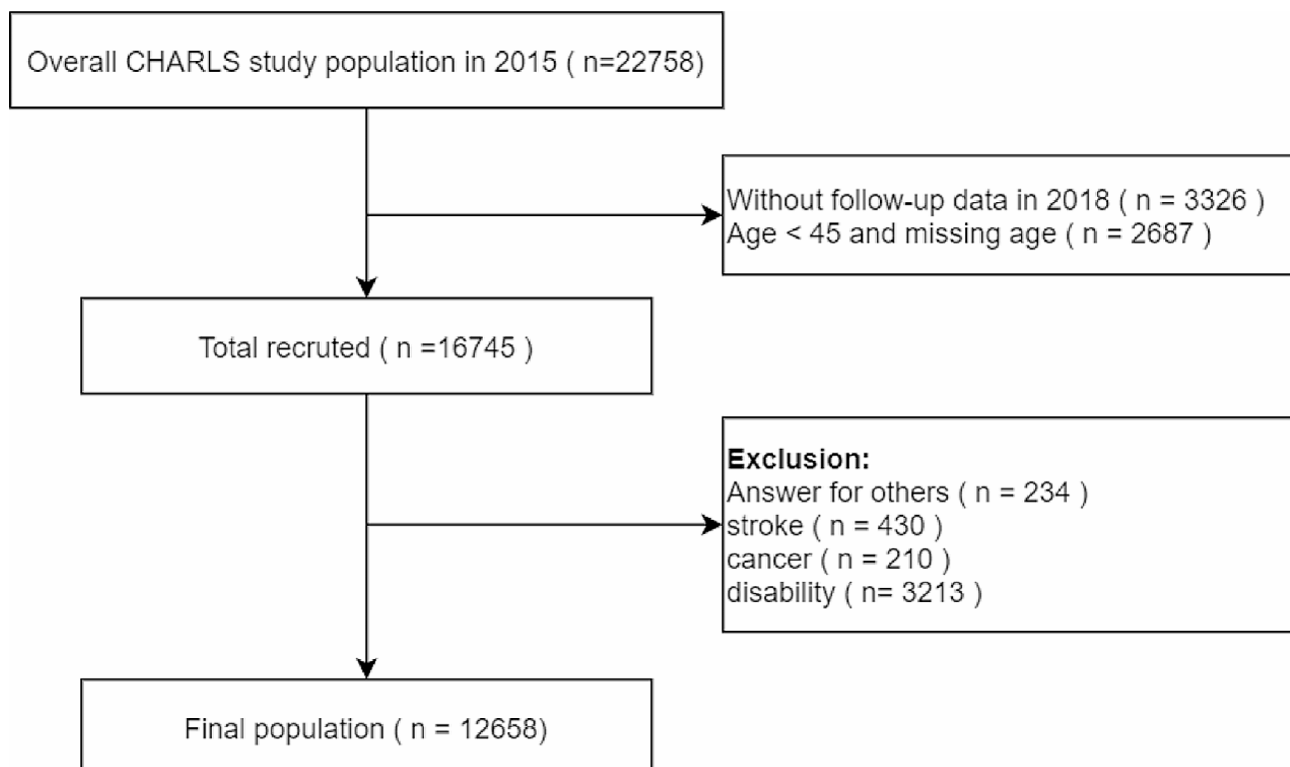 Overall CHARLS study population in 2015 ( n=22758)
Without follow-up data in 2018 ( n = 3326 )
Age < 45 and missing age ( n = 2687 )
Total recruted ( n =16745 )
Exclusion:
Answer for others ( n = 234 )
stroke ( n = 430 )
cancer ( n = 210 )
disability ( n= 3213 )
Final population ( n = 12658)